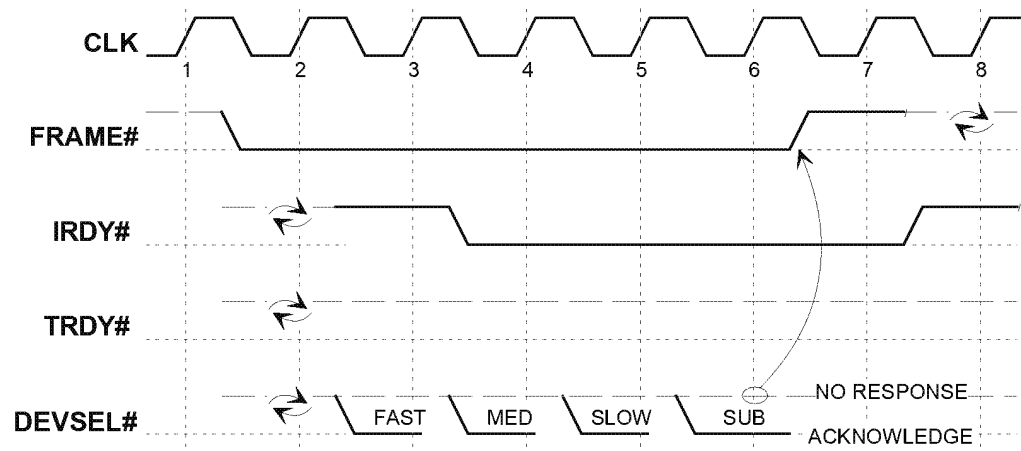 CLK
1 2 3 4 5 6 7 8
FRAME#
IRDY#
TRDY#
DEVSEL#
FAST MED SLOW SUB
NO RESPONSE
ACKNOWLEDGE